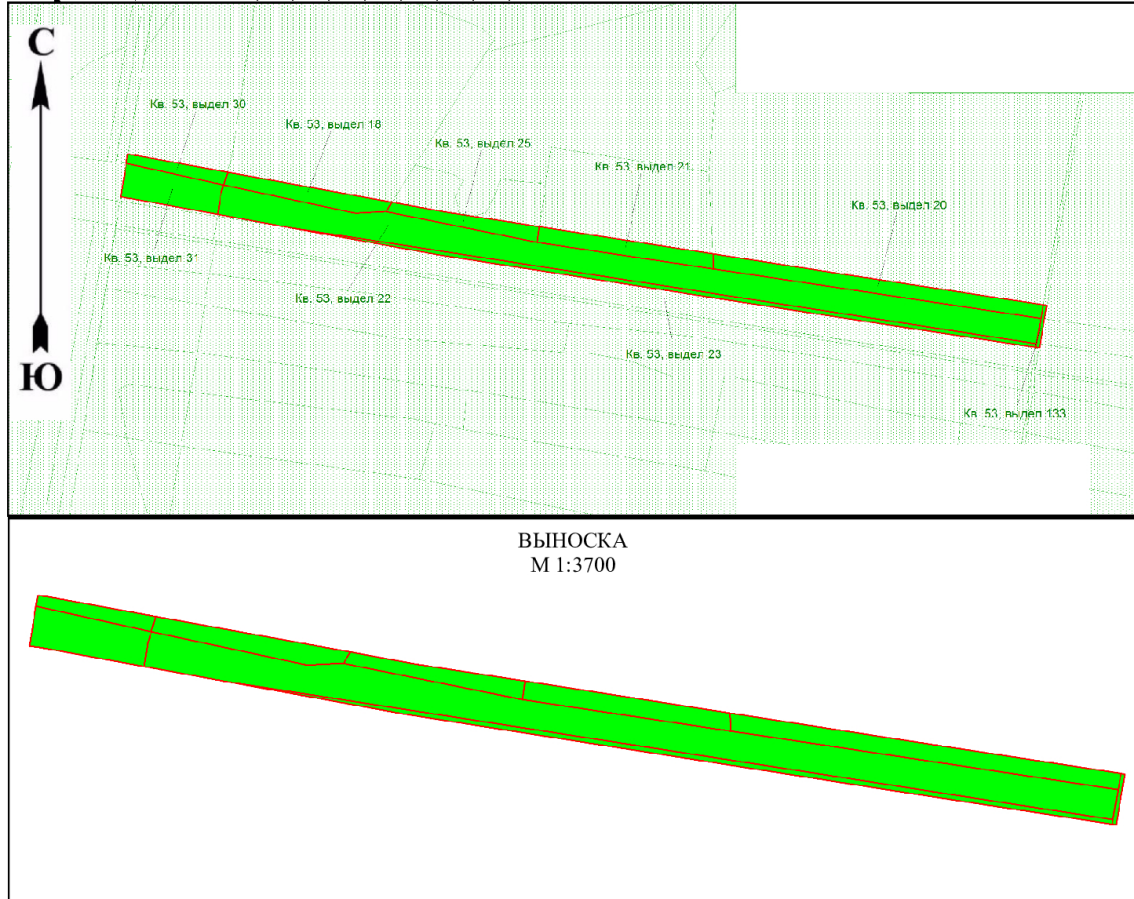 С
Кв. 53, выдел 30
Кв. 53, выдел 18
Кв. 53, выдел 25
Кв. 53, выдел 21
Кв. 53, выдел 20
Кв. 53, выдел 31
Кв. 53, выдел 22
Кв. 53, выдел 23
Ю
Кв. 53, выдел 133
ВЫНОСКА
М 1:3700